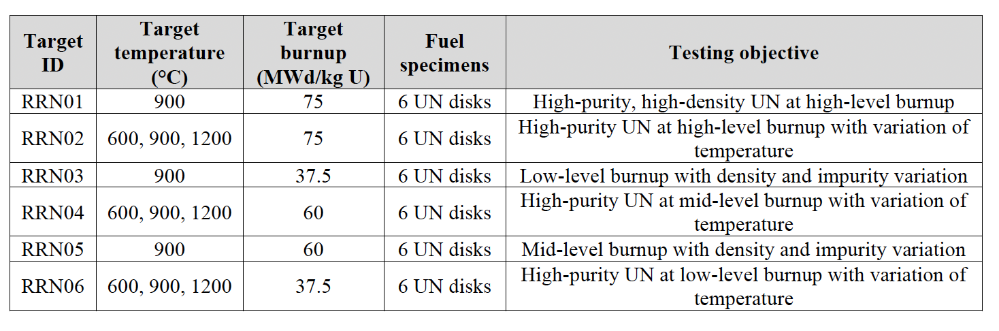 Target ID
Target temperature (°C)
Target burnup (MWd/kg U)
Fuel specimens
Testing objective
RRN01 900 75 6 UN disks High-purity, high-density UN at high-level burnup
RRN02 600, 900, 1200 75 6 UN disks High-purity UN at high-level burnup with variation of
temperature
RRN03 900 37.5 6 UN disks Low-level burnup with density and impurity variation
RRN04 600, 900, 1200 60 6 UN disks High-purity UN at mid-level burnup with variation of
temperature
RRN05 900 60 6 UN disks Mid-level burnup with density and impurity variation
RRN06 600, 900, 1200 37.5 6 UN disks High-purity UN at low-level burnup with variation of
temperature